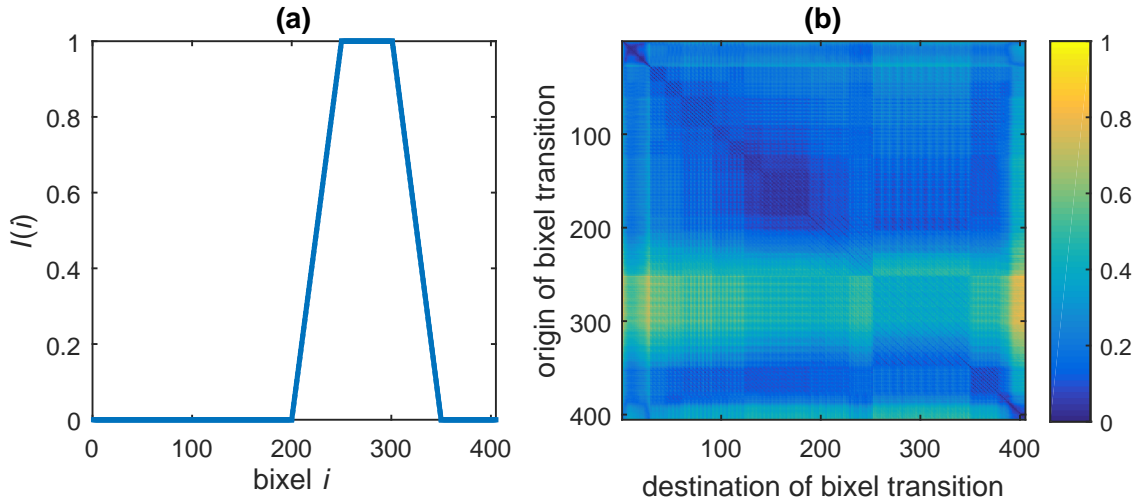 (a)
1
0.8
0.6
0.4
0.2
0
I(i)
0 100 200 300 400
bixel i
(b)
100
200
300
400
origin of bixel transition
100 200 300 400
destination of bixel transition
1
0.8
0.6
0.4
0.2
0